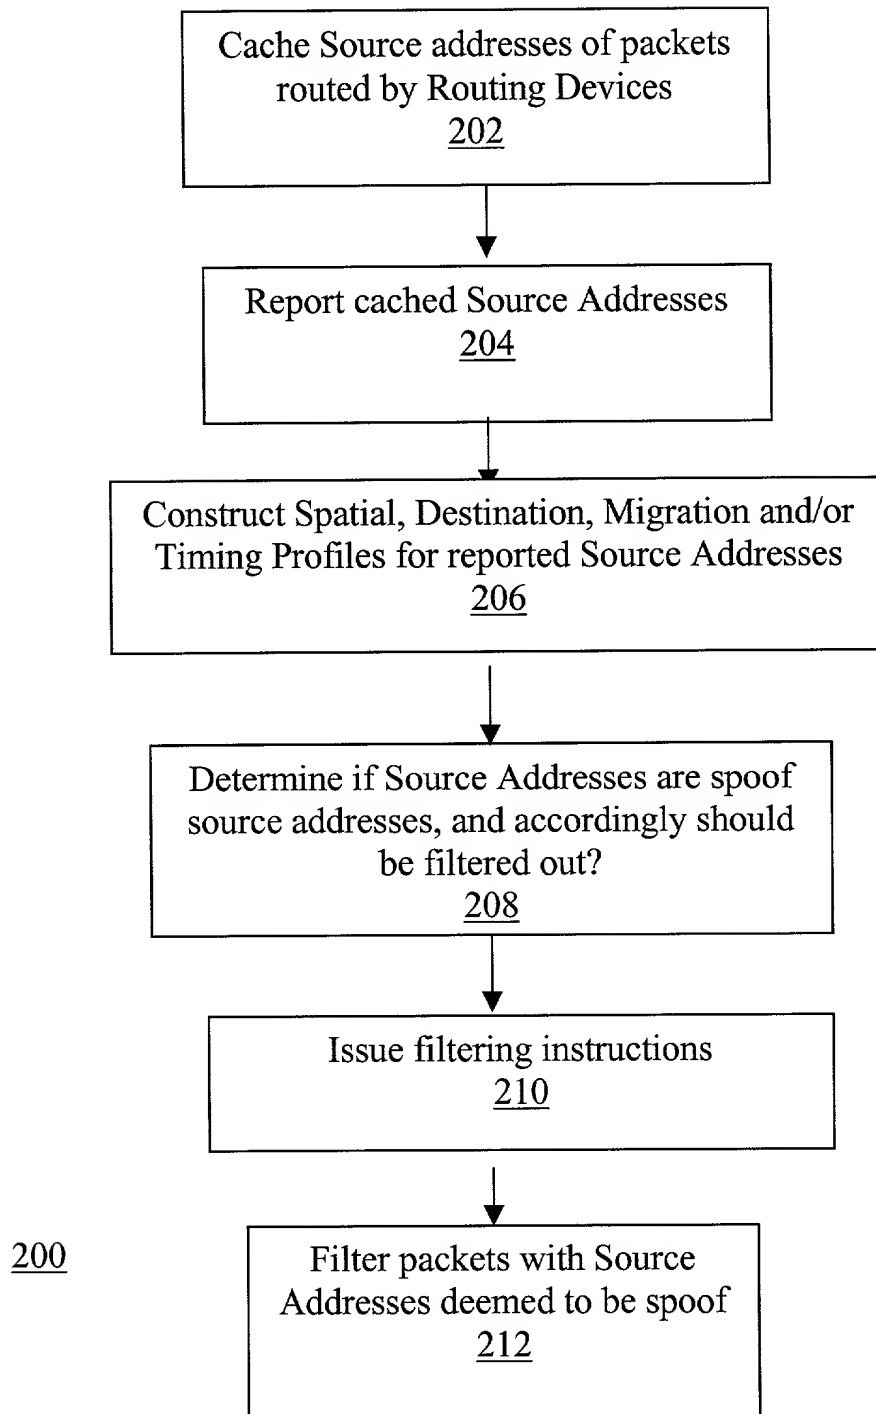 Cache Source addresses of packets
routed by Routing Devices
202
Report cached Source Addresses
204
Construct Spatial, Destination, Migration and/or
Timing Profiles for reported Source Addresses
206
Determine if Source Addresses are spoof
source addresses, and accordingly should
be filtered out?
208
Issue filtering instructions
210
200
Filter packets with Source
Addresses deemed to be spoof
212